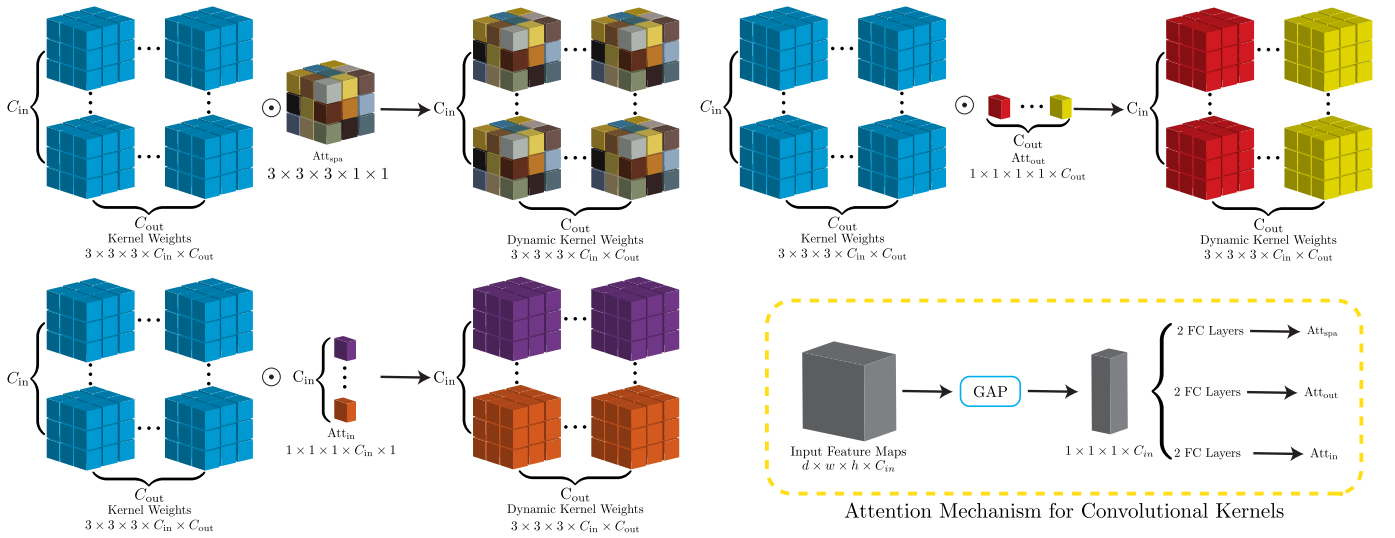 C_in
C_out
Kernel Weights
3 × 3 × 3 × C_in × C_out
⊙
Att_spa
3 × 3 × 3 × 1 × 1
C_in
C_out
Dynamic Kernel Weights
3 × 3 × 3 × C_in × C_out
C_in
C_out
Kernel Weights
3 × 3 × 3 × C_in × C_out
⊙
C_out
Att_out
1 × 1 × 1 × 1 × C_out
C_in
C_out
Dynamic Kernel Weights
3 × 3 × 3 × C_in × C_out
C_in
C_out
Kernel Weights
3 × 3 × 3 × C_in × C_out
⊙
C_in
Att_in
1 × 1 × 1 × C_in × 1
C_in
C_out
Dynamic Kernel Weights
3 × 3 × 3 × C_in × C_out
Input Feature Maps
d × w × h × C_in
GAP
1 × 1 × 1 × C_in
2 FC Layers
Att_spa
2 FC Layers
Att_out
2 FC Layers
Att_in
Attention Mechanism for Convolutional Kernels